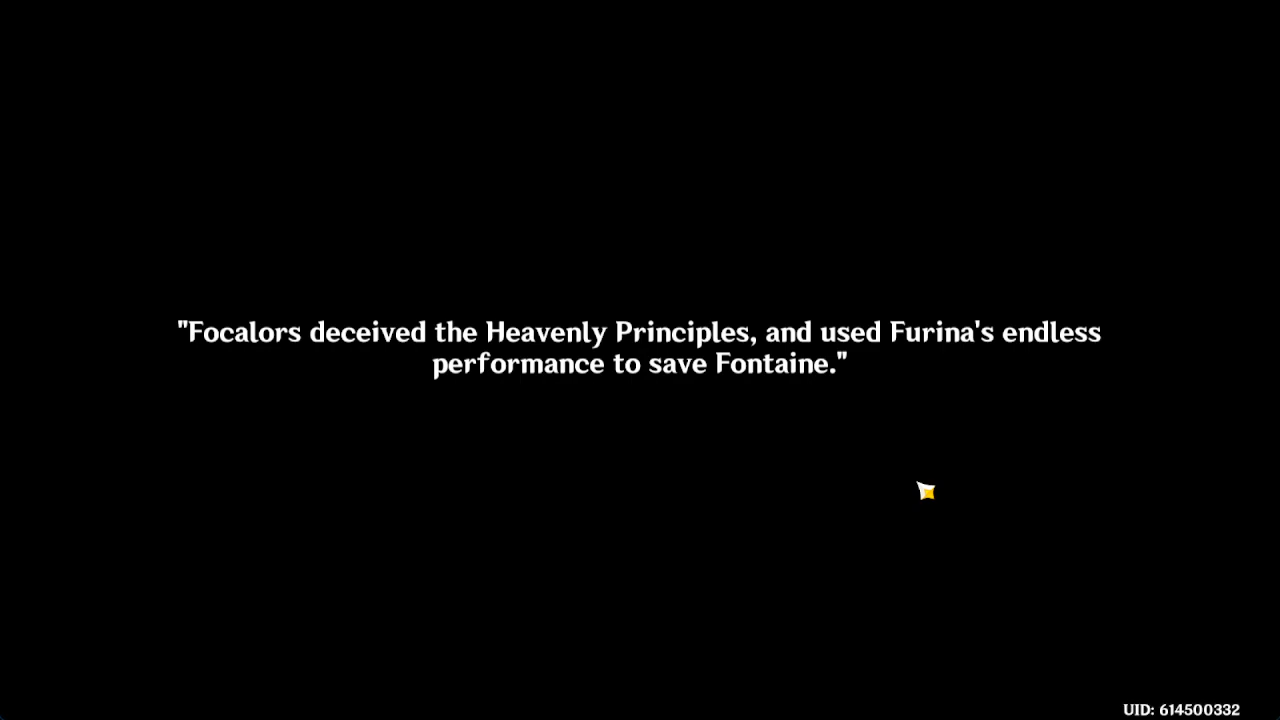 "Focalors deceived the Heavenly Principles, and used Furina's endless
performance to save Fontaine."
UID: 614500332